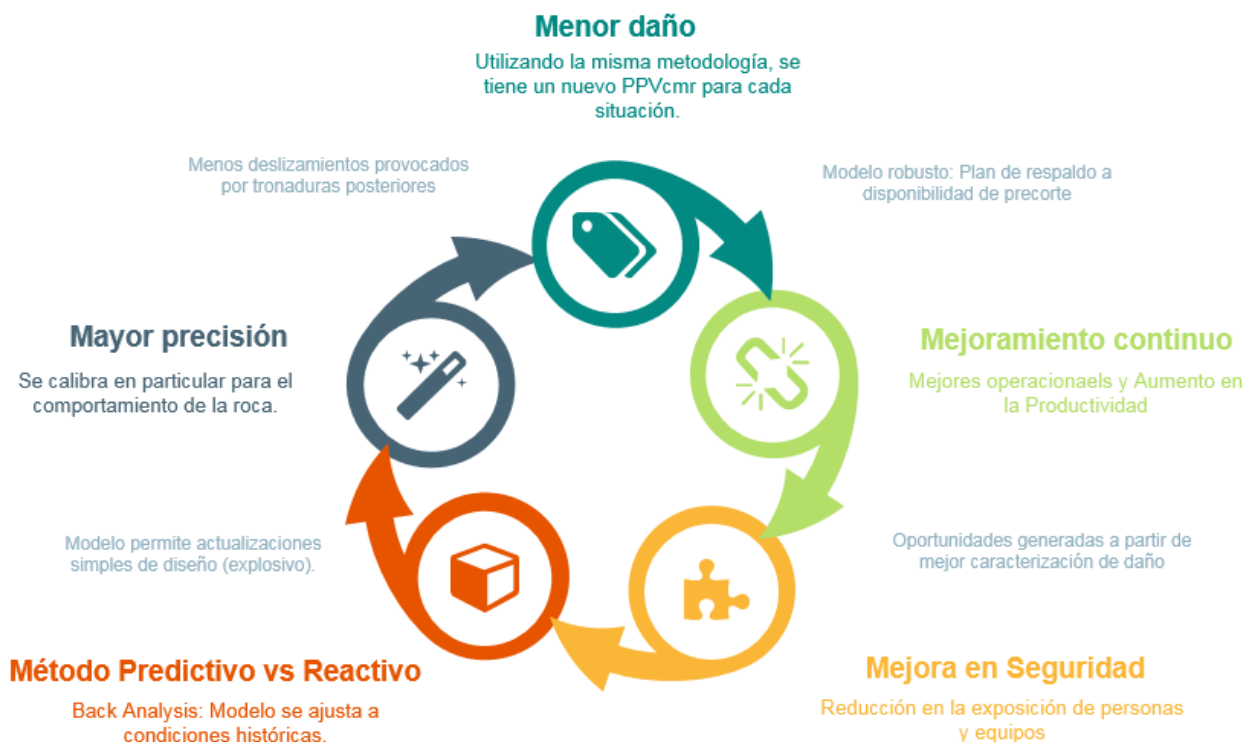 Menor daño
Utilizando la misma metodología, se
tiene un nuevo PPVcmr para cada
situación.
Menos deslizamientos provocados
por tronaduras posteriores
Modelo robusto: Plan de respaldo a
disponibilidad de precorte
Mayor precisión
Se calibra en particular para el
comportamiento de la roca.
Mejoramiento continuo
Mejores operacionaels y Aumento en
la Productividad
Modelo permite actualizaciones
simples de diseño (explosivo).
Oportunidades generadas a partir de
mejor caracterización de daño
Método Predictivo vs Reactivo
Back Analysis: Modelo se ajusta a
condiciones históricas.
Mejora en Seguridad
Reducción en la exposición de personas
y equipos